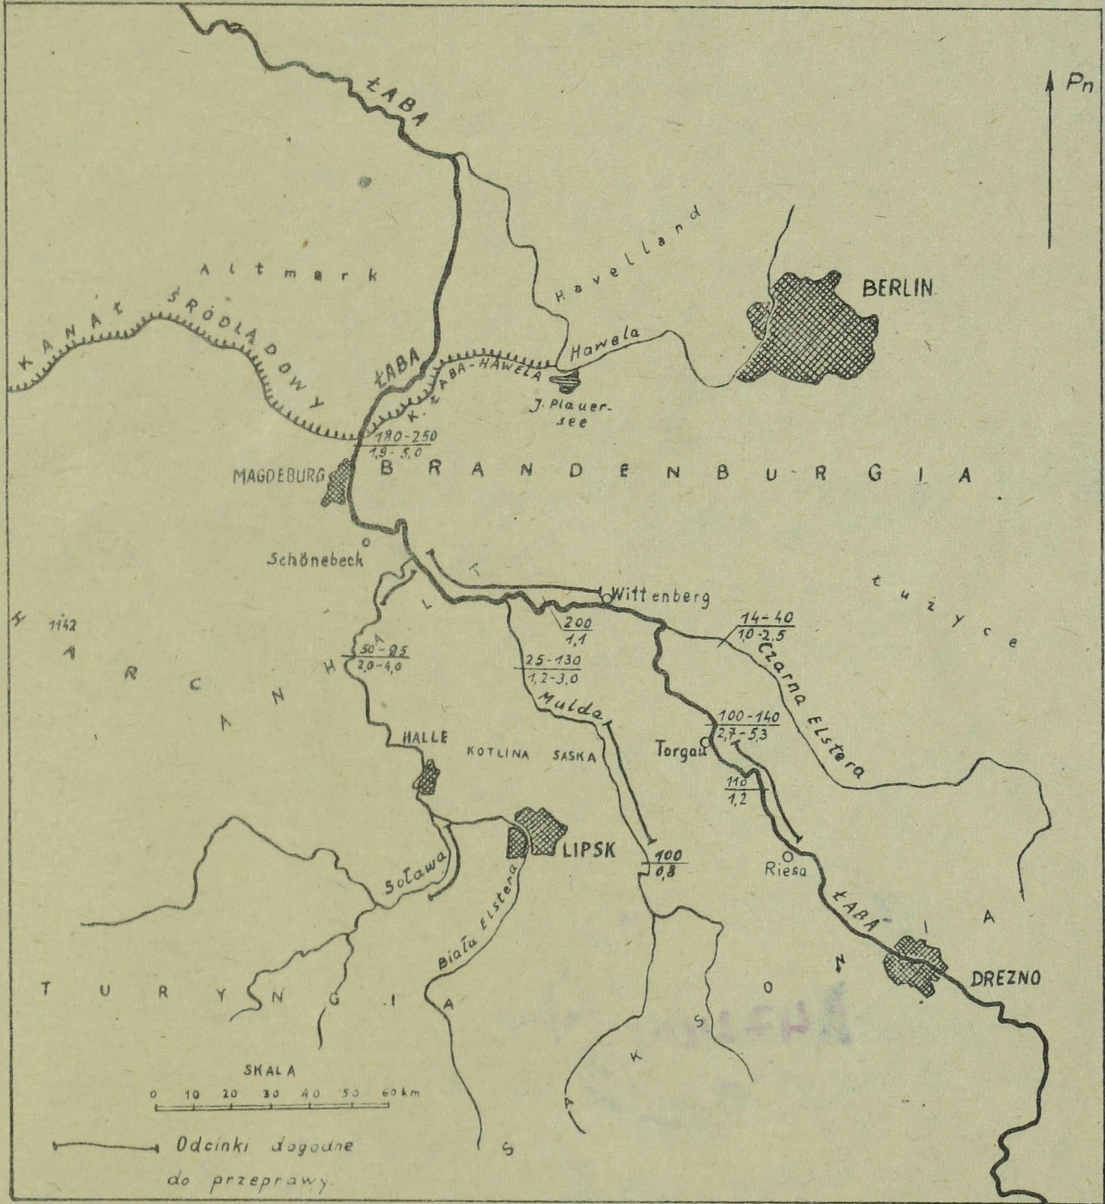 ŁABA
Pn
Havelland
Altmark
BERLIN
KANAŁ ŚRÓDLĄDOWY
ŁABA
Hawela
K. ŁABA-HAWELA
J. Plauer-
see
180-250
1,9-5,0
MAGDEBURG
BRANDENBURGIA
Schönebeck
Wittenberg
Łużyce
1142
HARC
200
1,1
14-40
1,0-2,5
50-85
2,0-4,0
25-130
1,2-3,0
ANHALT
Czarna Elstera
Mulda
100-140
2,7-5,3
HALLE
KOTLINA SASKA
Torgau
110
1,2
LIPSK
100
0,8
Riesa
Soława
Biała Elstera
ŁABA
DREZNO
TURYNGIA
SAKSONIA
SKALA
0 10 20 30 40 50 60 km
Odcinki dogodne
do przeprawy.